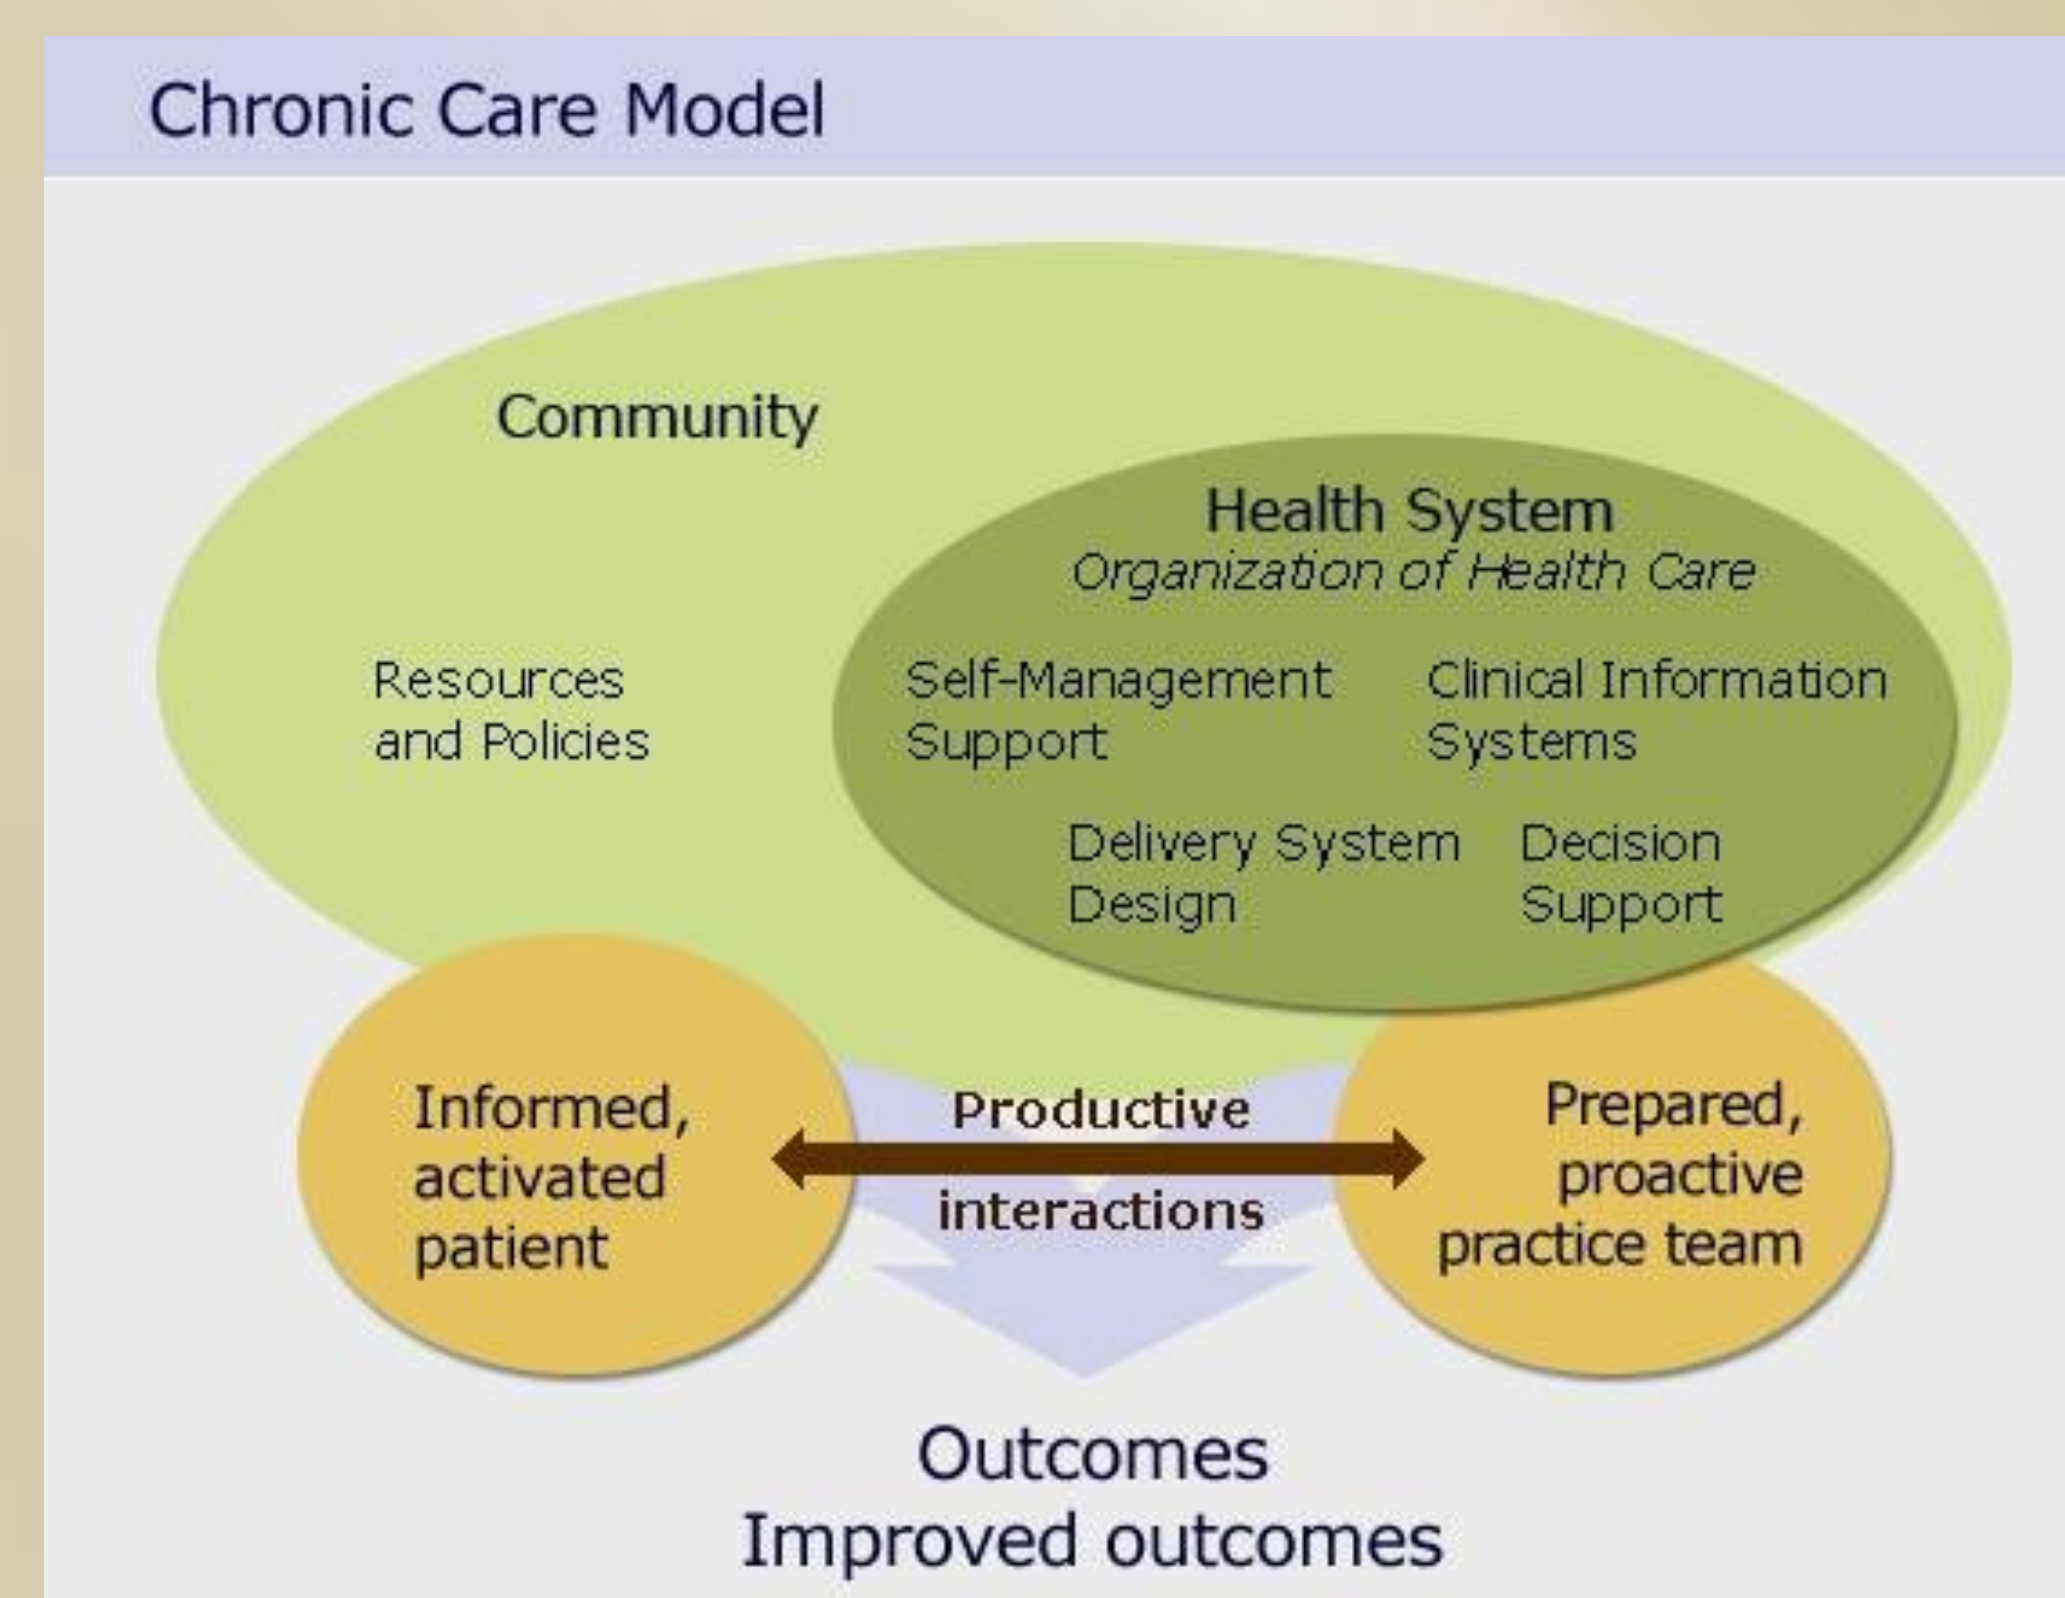 Chronic Care Model
Community
Health System
Organization of Health Care
Resources
and Policies
Self-Management
Support
Clinical Information
Systems
Delivery System
Design
Decision
Support
Informed,
activated
patient
Productive
interactions
Prepared,
proactive
practice team
Outcomes
Improved outcomes